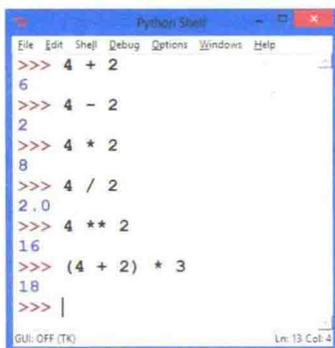 Python Shell
File Edit Shell Debug Options Windows Help
>>> 4 + 2
6
>>> 4 - 2
2
>>> 4 * 2
8
>>> 4 / 2
2.0
>>> 4 ** 2
16
>>> (4 + 2) * 3
18
>>>
GUI: OFF (TK) Ln: 13 Col: 4